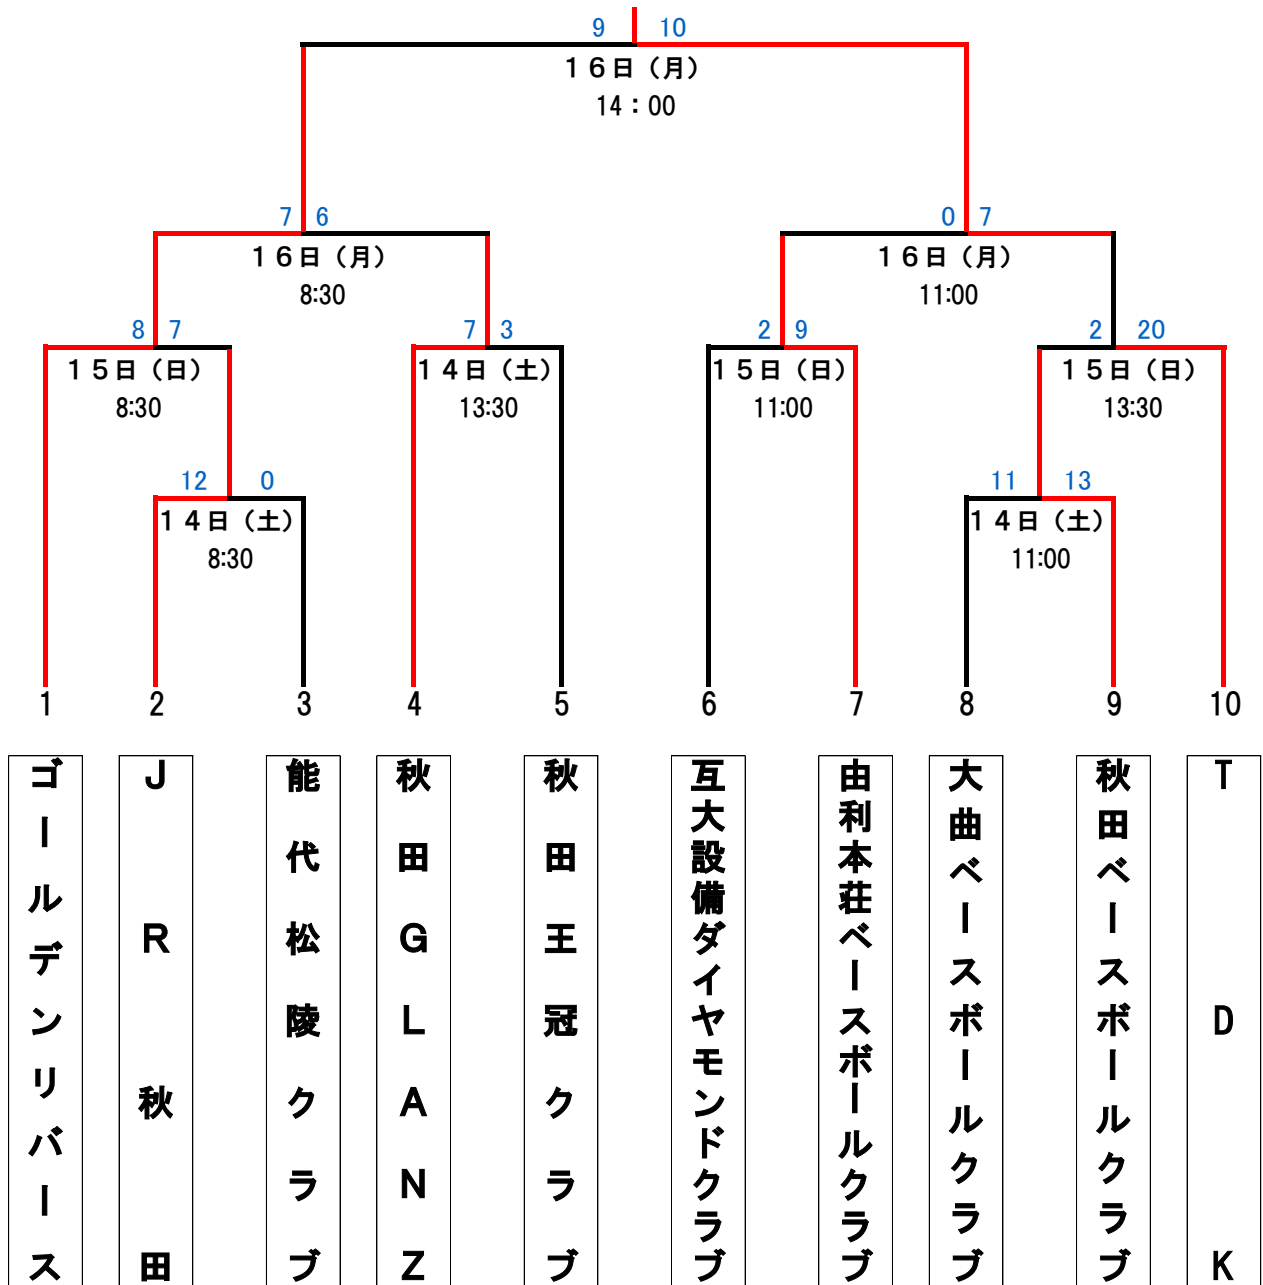 9 10
１６日（月）
14：00
7 6
0 7
１６日（月）
１６日（月）
8:30
11:00
8 7
7 3
2 9
2 20
１５日（日）
１４日（土）
１５日（日）
１５日（日）
8:30
13:30
11:00
13:30
12 0
11 13
１４日（土）
１４日（土）
8:30
11:00
1 2 3 4 5 6 7 8 9 10
ゴールデンリバース
ＪＲ秋田
能代松陵クラブ
秋田ＧＬＡＮＺ
秋田王冠クラブ
互大設備ダイヤモンドクラブ
由利本荘ベースボールクラブ
大曲ベースボールクラブ
秋田ベースボールクラブ
ＴＤＫ